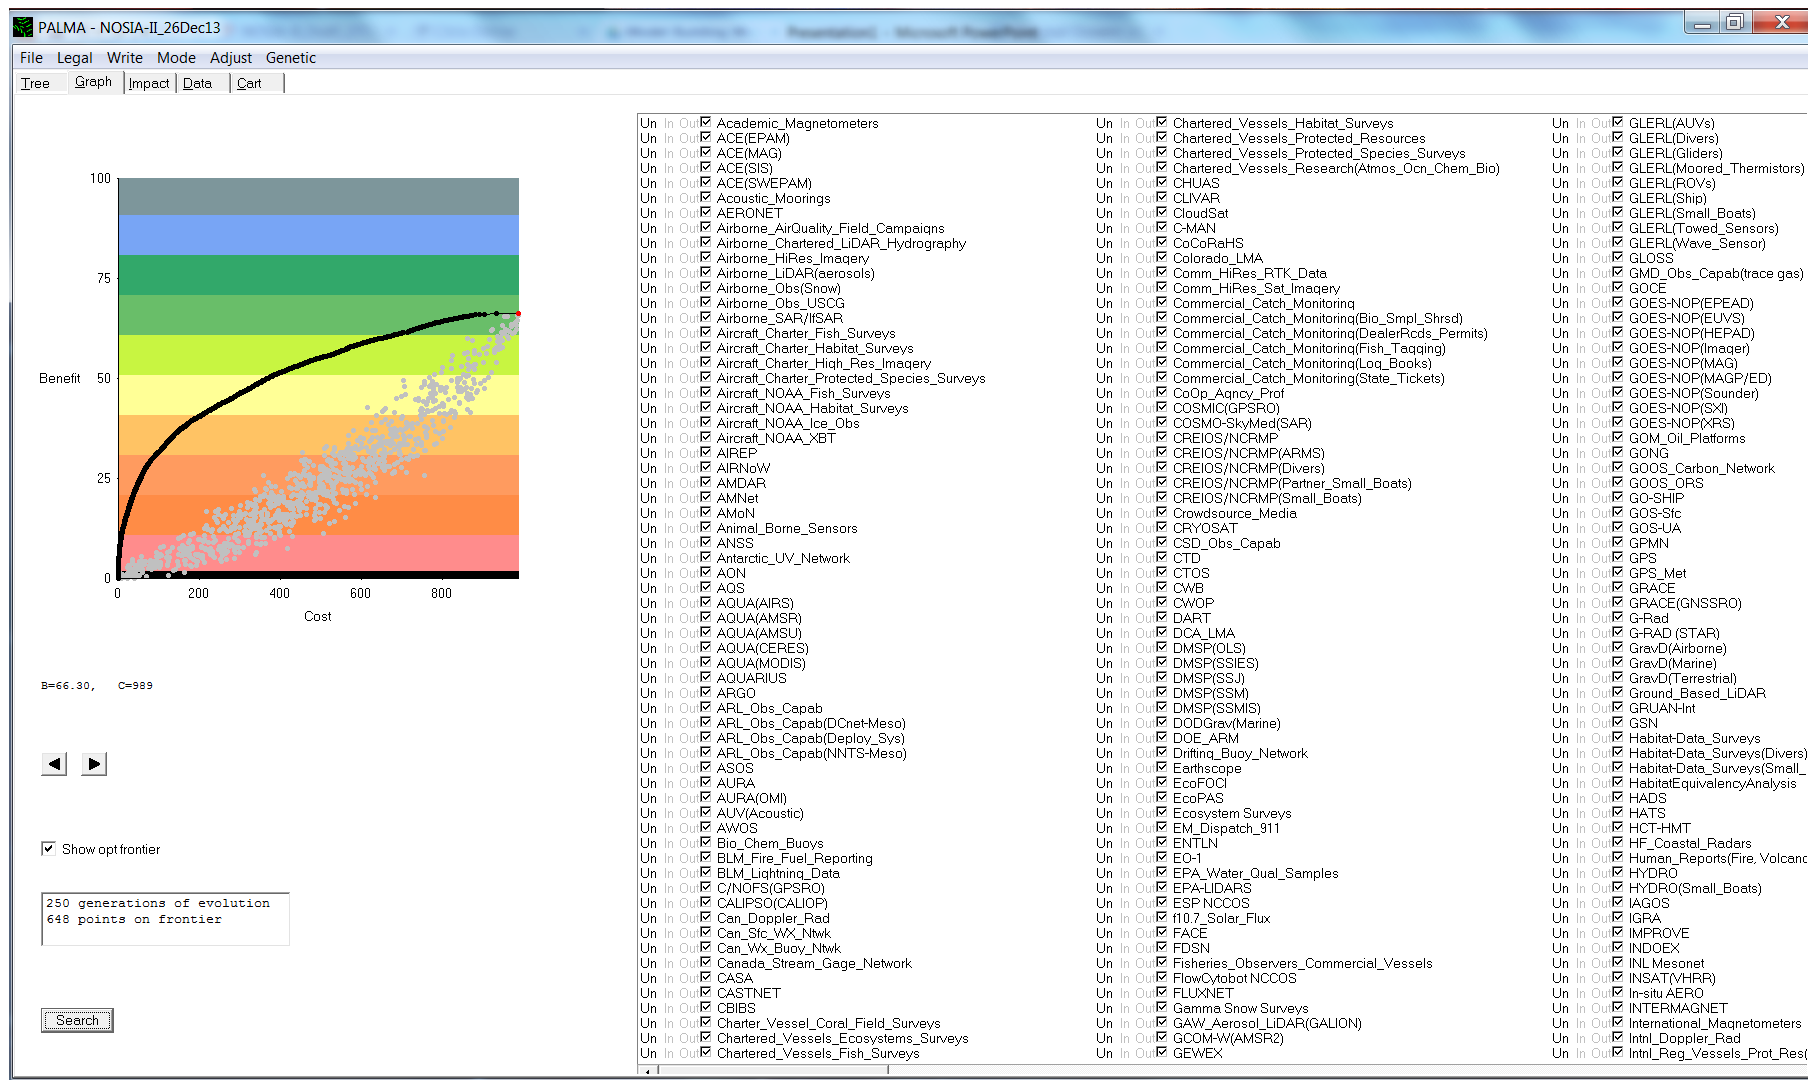 PALMA - NOSIA-II_26Dec13
File Legal Write Mode Adjust Genetic
Tree Graph Impact Data Cart
100
75
Benefit 50
25
0
0 200 400 600 800
Cost
B=66.30, C=989
Show opt frontier
250 generations of evolution
648 points on frontier
Search
Un In Out Academic_Magnetometers
Un In Out ACE(EPAM)
Un In Out ACE(MAG)
Un In Out ACE(SIS)
Un In Out ACE(SWEPAM)
Un In Out Acoustic_Moorings
Un In Out AERONET
Un In Out Airborne_AirQuality_Field_Campaigns
Un In Out Airborne_Chartered_LiDAR_Hydrography
Un In Out Airborne_HiRes_Imagery
Un In Out Airborne_LiDAR(aerosols)
Un In Out Airborne_Obs(Snow)
Un In Out Airborne_Obs_USCG
Un In Out Airborne_SAR/IfSAR
Un In Out Aircraft_Charter_Fish_Surveys
Un In Out Aircraft_Charter_Habitat_Surveys
Un In Out Aircraft_Charter_High_Res_Imagery
Un In Out Aircraft_Charter_Protected_Species_Surveys
Un In Out Aircraft_NOAA_Fish_Surveys
Un In Out Aircraft_NOAA_Habitat_Surveys
Un In Out Aircraft_NOAA_Ice_Obs
Un In Out Aircraft_NOAA_XBT
Un In Out AIREP
Un In Out AIRNoW
Un In Out AMDAR
Un In Out AMNet
Un In Out AMoN
Un In Out Animal_Borne_Sensors
Un In Out ANSS
Un In Out Antarctic_UV_Network
Un In Out AON
Un In Out AQS
Un In Out AQUA(AIRS)
Un In Out AQUA(AMSR)
Un In Out AQUA(AMSU)
Un In Out AQUA(CERES)
Un In Out AQUA(MODIS)
Un In Out AQUARIUS
Un In Out ARGO
Un In Out ARL_Obs_Capab
Un In Out ARL_Obs_Capab(DCnet-Meso)
Un In Out ARL_Obs_Capab(Deploy_Sys)
Un In Out ARL_Obs_Capab(NNTS-Meso)
Un In Out ASOS
Un In Out AURA
Un In Out AURA(OMI)
Un In Out AUV(Acoustic)
Un In Out AWOS
Un In Out Bio_Chem_Buoys
Un In Out BLM_Fire_Fuel_Reporting
Un In Out BLM_Lightning_Data
Un In Out C/NOFS(GPSRO)
Un In Out CALIPSO(CALIOP)
Un In Out Can_Doppler_Rad
Un In Out Can_Sfc_WX_Ntwk
Un In Out Can_Wx_Buoy_Ntwk
Un In Out Canada_Stream_Gage_Network
Un In Out CASA
Un In Out CASTNET
Un In Out CBIBS
Un In Out Charter_Vessel_Coral_Field_Surveys
Un In Out Chartered_Vessels_Ecosystems_Surveys
Un In Out Chartered_Vessels_Fish_Surveys
Un In Out Chartered_Vessels_Habitat_Surveys
Un In Out Chartered_Vessels_Protected_Resources
Un In Out Chartered_Vessels_Protected_Species_Surveys
Un In Out Chartered_Vessels_Research(Atmos_Ocn_Chem_Bio)
Un In Out CHUAS
Un In Out CLIVAR
Un In Out CloudSat
Un In Out C-MAN
Un In Out CoCoRaHS
Un In Out Colorado_LMA
Un In Out Comm_HiRes_RTK_Data
Un In Out Comm_HiRes_Sat_Imagery
Un In Out Commercial_Catch_Monitoring
Un In Out Commercial_Catch_Monitoring(Bio_Smpl_Shrsd)
Un In Out Commercial_Catch_Monitoring(DealerRcds_Permits)
Un In Out Commercial_Catch_Monitoring(Fish_Tagging)
Un In Out Commercial_Catch_Monitoring(Log_Books)
Un In Out Commercial_Catch_Monitoring(State_Tickets)
Un In Out CoOp_Agncy_Prof
Un In Out COSMIC(GPSRO)
Un In Out COSMO-SkyMed(SAR)
Un In Out CREIOS/NCRMP
Un In Out CREIOS/NCRMP(ARMS)
Un In Out CREIOS/NCRMP(Divers)
Un In Out CREIOS/NCRMP(Partner_Small_Boats)
Un In Out CREIOS/NCRMP(Small_Boats)
Un In Out Crowdsource_Media
Un In Out CRYOSAT
Un In Out CSD_Obs_Capab
Un In Out CTD
Un In Out CTOS
Un In Out CWB
Un In Out CWOP
Un In Out DART
Un In Out DCA_LMA
Un In Out DMSP(OLS)
Un In Out DMSP(SSIES)
Un In Out DMSP(SSJ)
Un In Out DMSP(SSM)
Un In Out DMSP(SSMIS)
Un In Out DODGrav(Marine)
Un In Out DOE_ARM
Un In Out Drifting_Buoy_Network
Un In Out Earthscope
Un In Out EcoFOCI
Un In Out EcoPAS
Un In Out Ecosystem Surveys
Un In Out EM_Dispatch_911
Un In Out ENTLN
Un In Out EO-1
Un In Out EPA_Water_Qual_Samples
Un In Out EPA-LIDARS
Un In Out ESP NCCOS
Un In Out f10.7_Solar_Flux
Un In Out FACE
Un In Out FDSN
Un In Out Fisheries_Observers_Commercial_Vessels
Un In Out FlowCytobot NCCOS
Un In Out FLUXNET
Un In Out Gamma Snow Surveys
Un In Out GAW_Aerosol_LiDAR(GALION)
Un In Out GCOM-W(AMSR2)
Un In Out GEWEX
Un In Out GLERL(AUVs)
Un In Out GLERL(Divers)
Un In Out GLERL(Gliders)
Un In Out GLERL(Moored_Thermistors)
Un In Out GLERL(ROVs)
Un In Out GLERL(Ship)
Un In Out GLERL(Small_Boats)
Un In Out GLERL(Towed_Sensors)
Un In Out GLERL(Wave_Sensor)
Un In Out GLOSS
Un In Out GMD_Obs_Capab(trace gas)
Un In Out GOCE
Un In Out GOES-NOP(EPEAD)
Un In Out GOES-NOP(EUVS)
Un In Out GOES-NOP(HEPAD)
Un In Out GOES-NOP(Imager)
Un In Out GOES-NOP(MAG)
Un In Out GOES-NOP(MAGP/ED)
Un In Out GOES-NOP(Sounder)
Un In Out GOES-NOP(SXI)
Un In Out GOES-NOP(XRS)
Un In Out GOM_Oil_Platforms
Un In Out GONG
Un In Out GOOS_Carbon_Network
Un In Out GOOS_ORS
Un In Out GO-SHIP
Un In Out GOS-Sfc
Un In Out GOS-UA
Un In Out GPMN
Un In Out GPS
Un In Out GPS_Met
Un In Out GRACE
Un In Out GRACE(GNSSRO)
Un In Out G-Rad
Un In Out G-RAD (STAR)
Un In Out GravD(Airborne)
Un In Out GravD(Marine)
Un In Out GravD(Terrestrial)
Un In Out Ground_Based_LiDAR
Un In Out GRUAN-Int
Un In Out GSN
Un In Out Habitat-Data_Surveys
Un In Out Habitat-Data_Surveys(Divers)
Un In Out Habitat-Data_Surveys(Small_
Un In Out HabitatEquivalencyAnalysis
Un In Out HADS
Un In Out HATS
Un In Out HCT-HMT
Un In Out HF_Coastal_Radars
Un In Out Human_Reports(Fire, Volcano
Un In Out HYDRO
Un In Out HYDRO(Small_Boats)
Un In Out IAGOS
Un In Out IGRA
Un In Out IMPROVE
Un In Out INDOEX
Un In Out INL Mesonet
Un In Out INSAT(VHRR)
Un In Out In-situ AERO
Un In Out INTERMAGNET
Un In Out International_Magnetometers
Un In Out Intnl_Doppler_Rad
Un In Out Intnl_Reg_Vessels_Prot_Res(